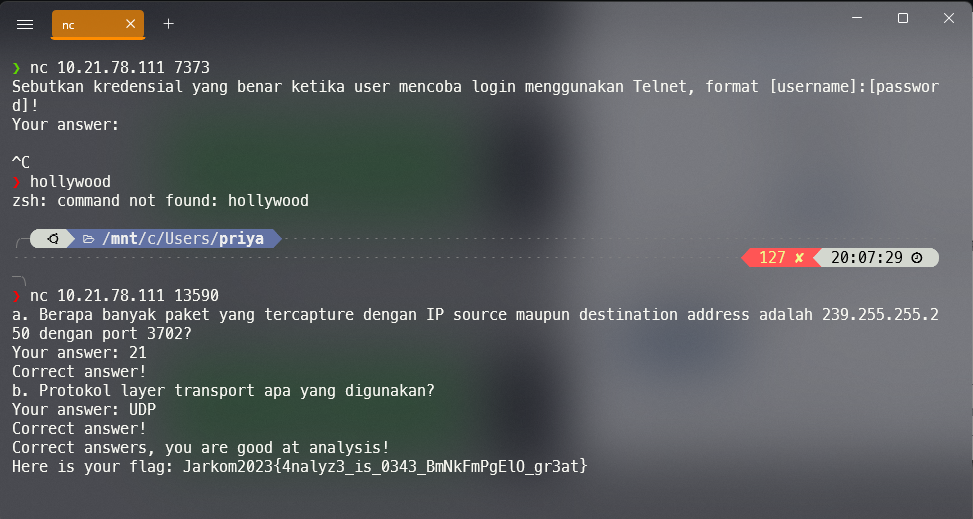 nc
❯ nc 10.21.78.111 7373
Sebutkan kredensial yang benar ketika user mencoba login menggunakan Telnet, format [username]:[passwor
d]!
Your answer:
^C
❯ hollywood
zsh: command not found: hollywood
/mnt/c/Users/priya
127 ✘ 20:07:29
❯ nc 10.21.78.111 13590
a. Berapa banyak paket yang tercapture dengan IP source maupun destination address adalah 239.255.255.2
50 dengan port 3702?
Your answer: 21
Correct answer!
b. Protokol layer transport apa yang digunakan?
Your answer: UDP
Correct answer!
Correct answers, you are good at analysis!
Here is your flag: Jarkom2023{4nalyz3_is_0343_BmNkFmPgElO_gr3at}